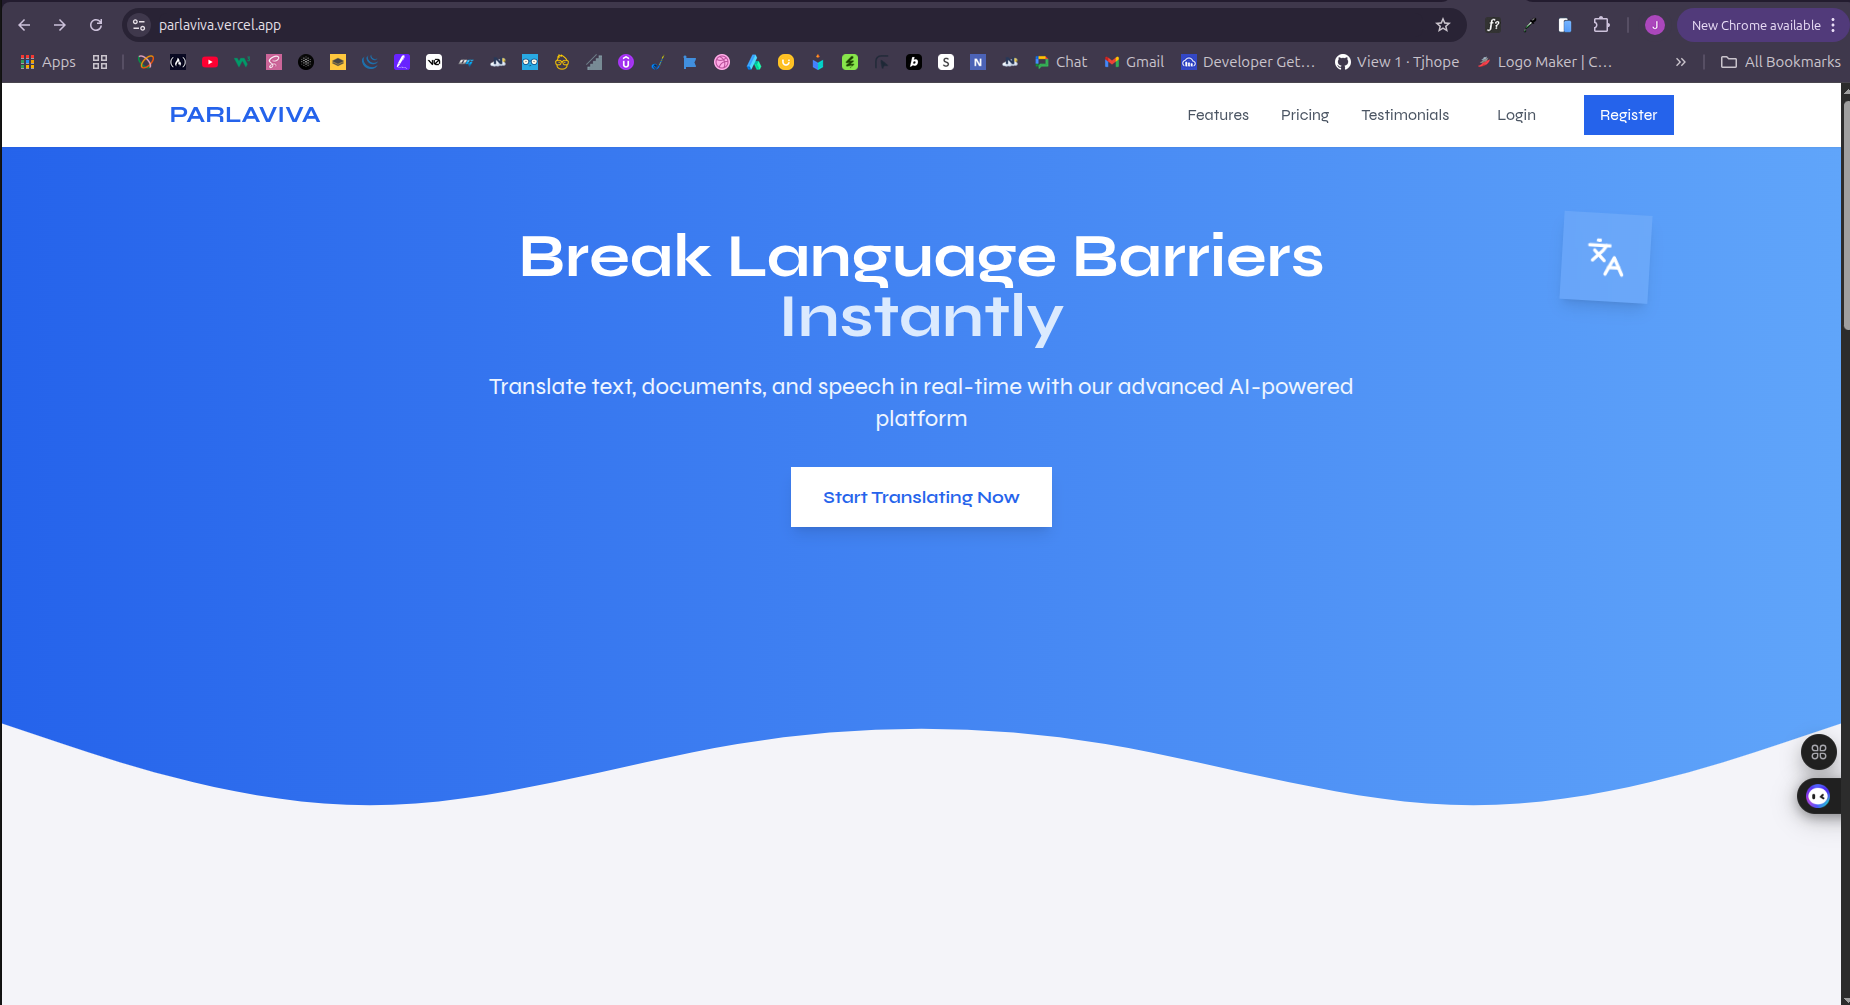 parlaviva.vercel.app
New Chrome available
Apps
Chat
Gmail
Developer Get...
View 1 · Tjhope
Logo Maker | C...
All Bookmarks
PARLAVIVA
Features
Pricing
Testimonials
Login
Register
Break Language Barriers
Instantly
Translate text, documents, and speech in real-time with our advanced AI-powered
platform
Start Translating Now